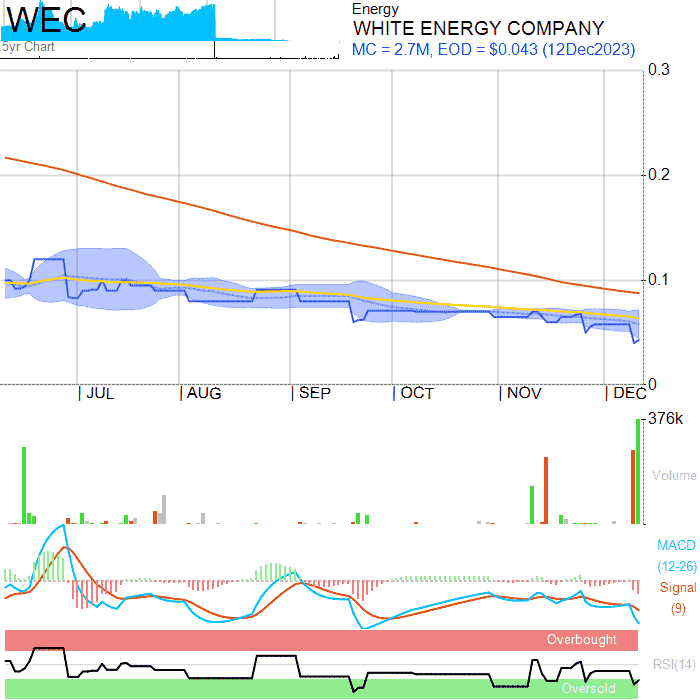 WEC
5yr Chart
Energy
WHITE ENERGY COMPANY
MC = 2.7M, EOD = $0.043 (12Dec2023)
0.3
0.2
0.1
0
| JUL | AUG | SEP | OCT | NOV | DEC
376k
Volume
MACD
(12-26)
Signal
(9)
Overbought
RSI(14)
Oversold